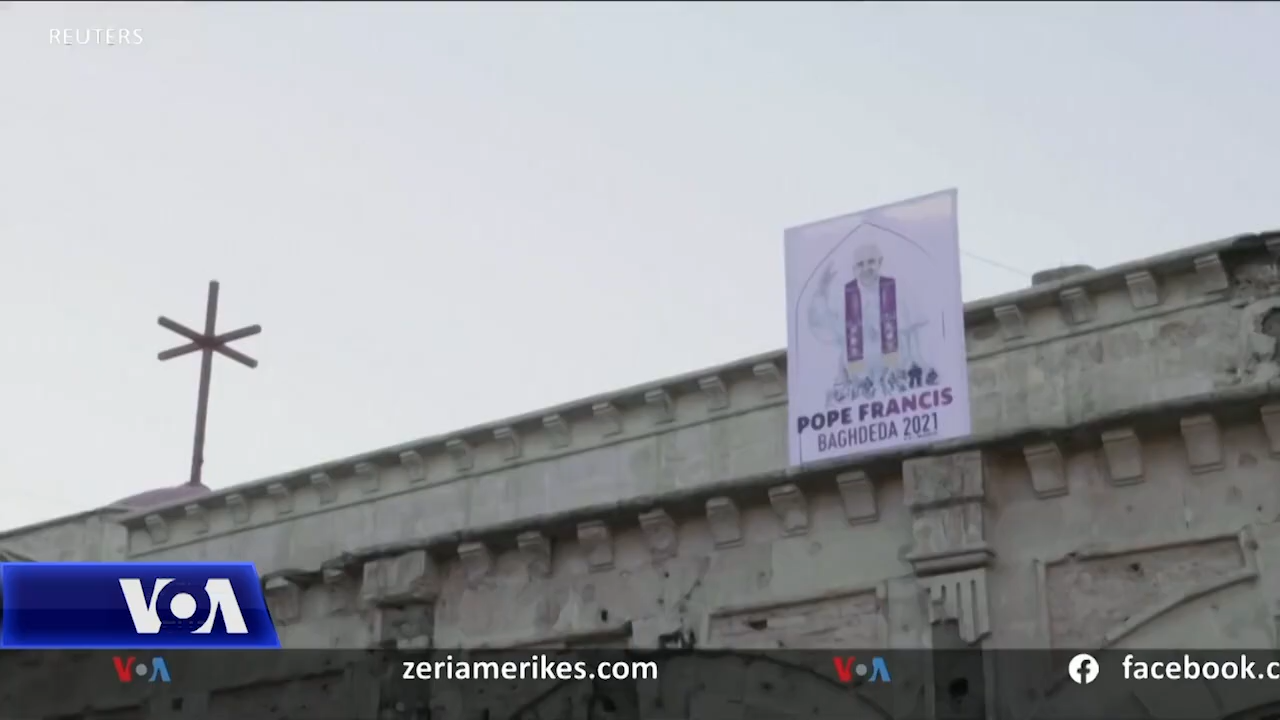 REUTERS
POPE FRANCIS
BAGHDEDA 2021
VOA
VOA zeriamerikes.com VOA facebook.c